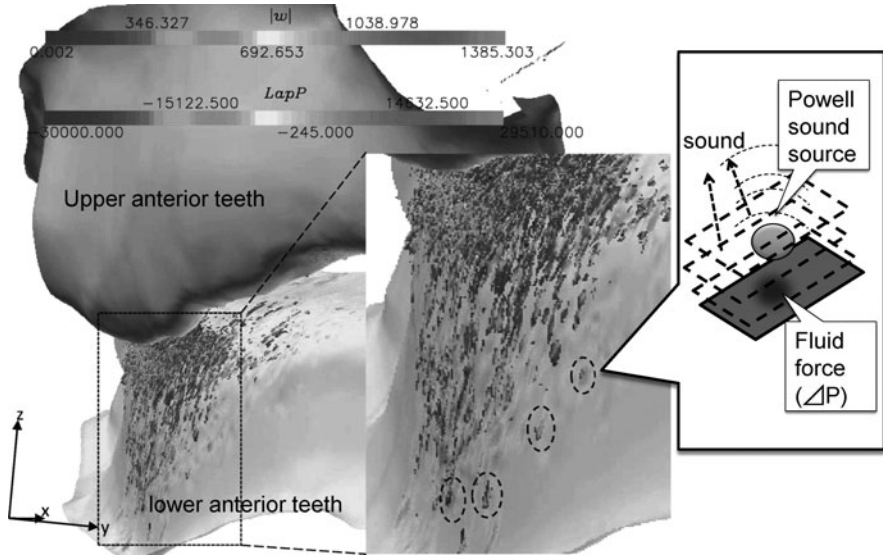 346.327 |w| 1038.978
0.002 692.653 1385.303
-15122.500 LapP 14632.500
-30000.000 -245.000 29510.000
Upper anterior teeth
lower anterior teeth
z
x
y
sound
Powell
sound
source
Fluid
force
(⊿P)